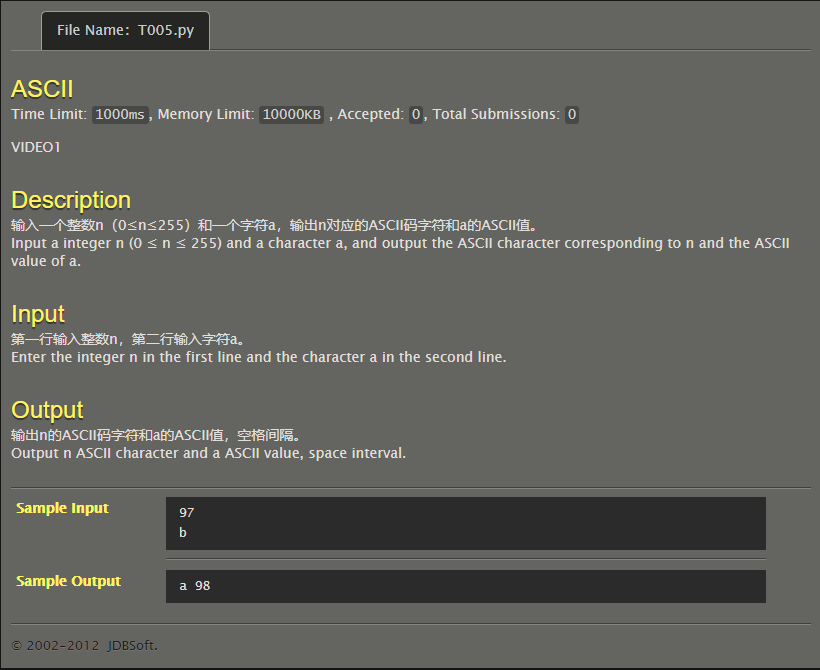 File Name: T005.py
ASCII
Time Limit: 1000ms, Memory Limit: 10000KB , Accepted: 0, Total Submissions: 0
VIDEO1
Description
输入一个整数n（0≤n≤255）和一个字符a，输出n对应的ASCII码字符和a的ASCII值。
Input a integer n (0 ≤ n ≤ 255) and a character a, and output the ASCII character corresponding to n and the ASCII
value of a.
Input
第一行输入整数n，第二行输入字符a。
Enter the integer n in the first line and the character a in the second line.
Output
输出n的ASCII码字符和a的ASCII值，空格间隔。
Output n ASCII character and a ASCII value, space interval.
Sample Input
97
b
Sample Output
a 98
© 2002-2012 JDBSoft.